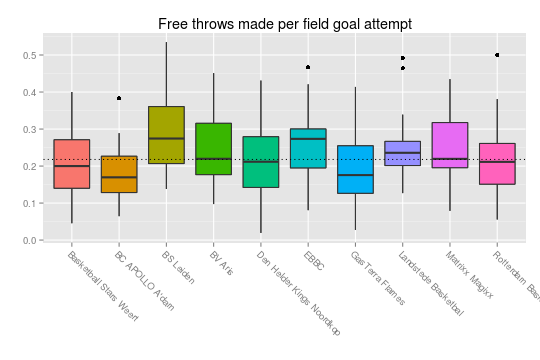 Free throws made per field goal attempt
0.5
0.4
0.3
0.2
0.1
0.0
Basketball Stars Weert
BC APOLLO A'dam
BS Leiden
BV Aris
Den Helder Kings Noordkop
EBBC
GasTerra Flames
Landstede Basketbal
Matrixx Magixx
Rotterdam Bas